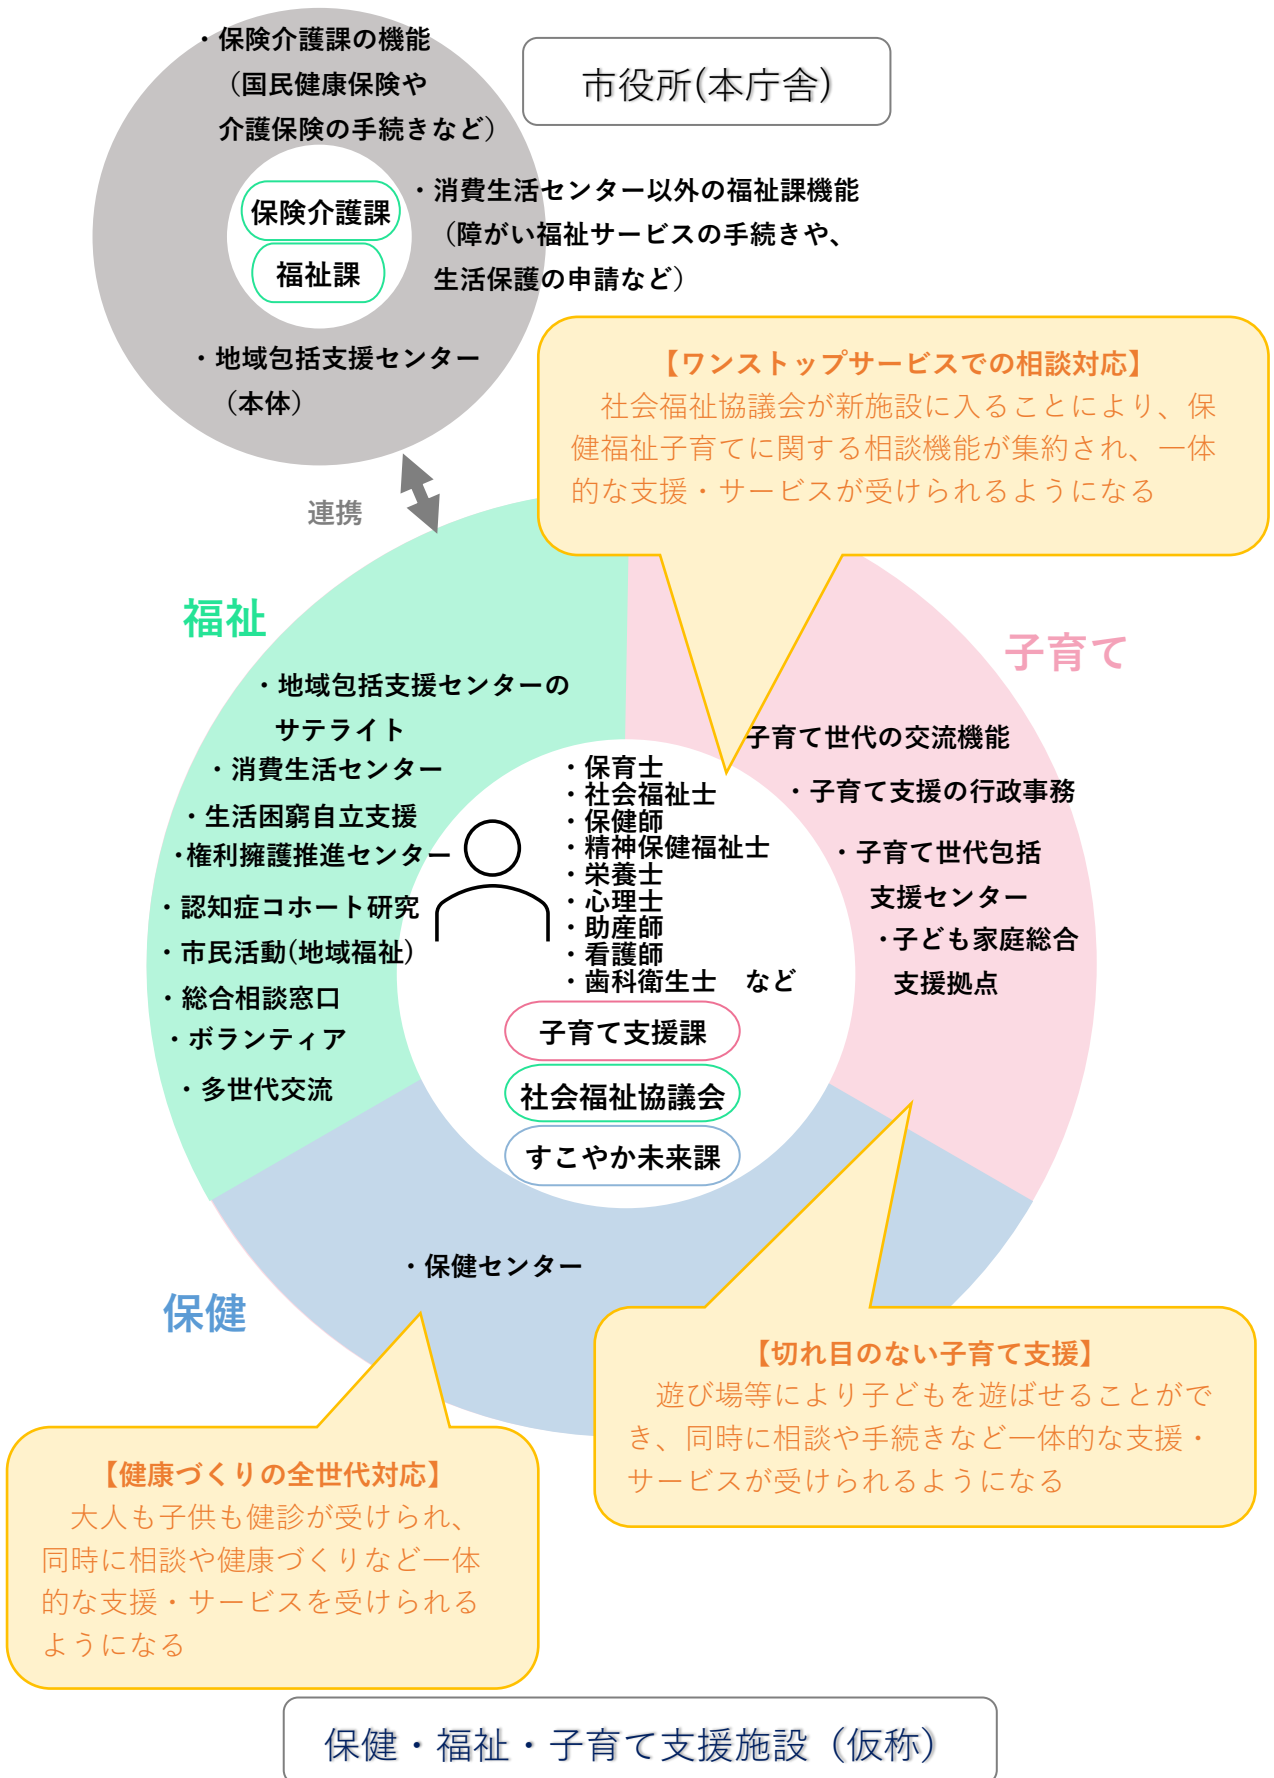 ・保険介護課の機能
（国民健康保険や
介護保険の手続きなど）
市役所(本庁舎)
保険介護課
福祉課
・消費生活センター以外の福祉課機能
（障がい福祉サービスの手続きや、
生活保護の申請など）
・地域包括支援センター
（本体）
連携
【ワンストップサービスでの相談対応】
社会福祉協議会が新施設に入ることにより、保
健福祉子育てに関する相談機能が集約され、一体
的な支援・サービスが受けられるようになる
福祉
・地域包括支援センターの
サテライト
・消費生活センター
・生活困窮自立支援
・権利擁護推進センター
・認知症コホート研究
・市民活動(地域福祉)
・総合相談窓口
・ボランティア
・多世代交流
・保育士
・社会福祉士
・保健師
・精神保健福祉士
・栄養士
・心理士
・助産師
・看護師
・歯科衛生士　など
子育て支援課
社会福祉協議会
すこやか未来課
子育て
子育て世代の交流機能
・子育て支援の行政事務
・子育て世代包括
支援センター
・子ども家庭総合
支援拠点
保健
・保健センター
【切れ目のない子育て支援】
遊び場等により子どもを遊ばせることがで
き、同時に相談や手続きなど一体的な支援・
サービスが受けられるようになる
【健康づくりの全世代対応】
大人も子供も健診が受けられ、
同時に相談や健康づくりなど一体
的な支援・サービスを受けられる
ようになる
保健・福祉・子育て支援施設（仮称）